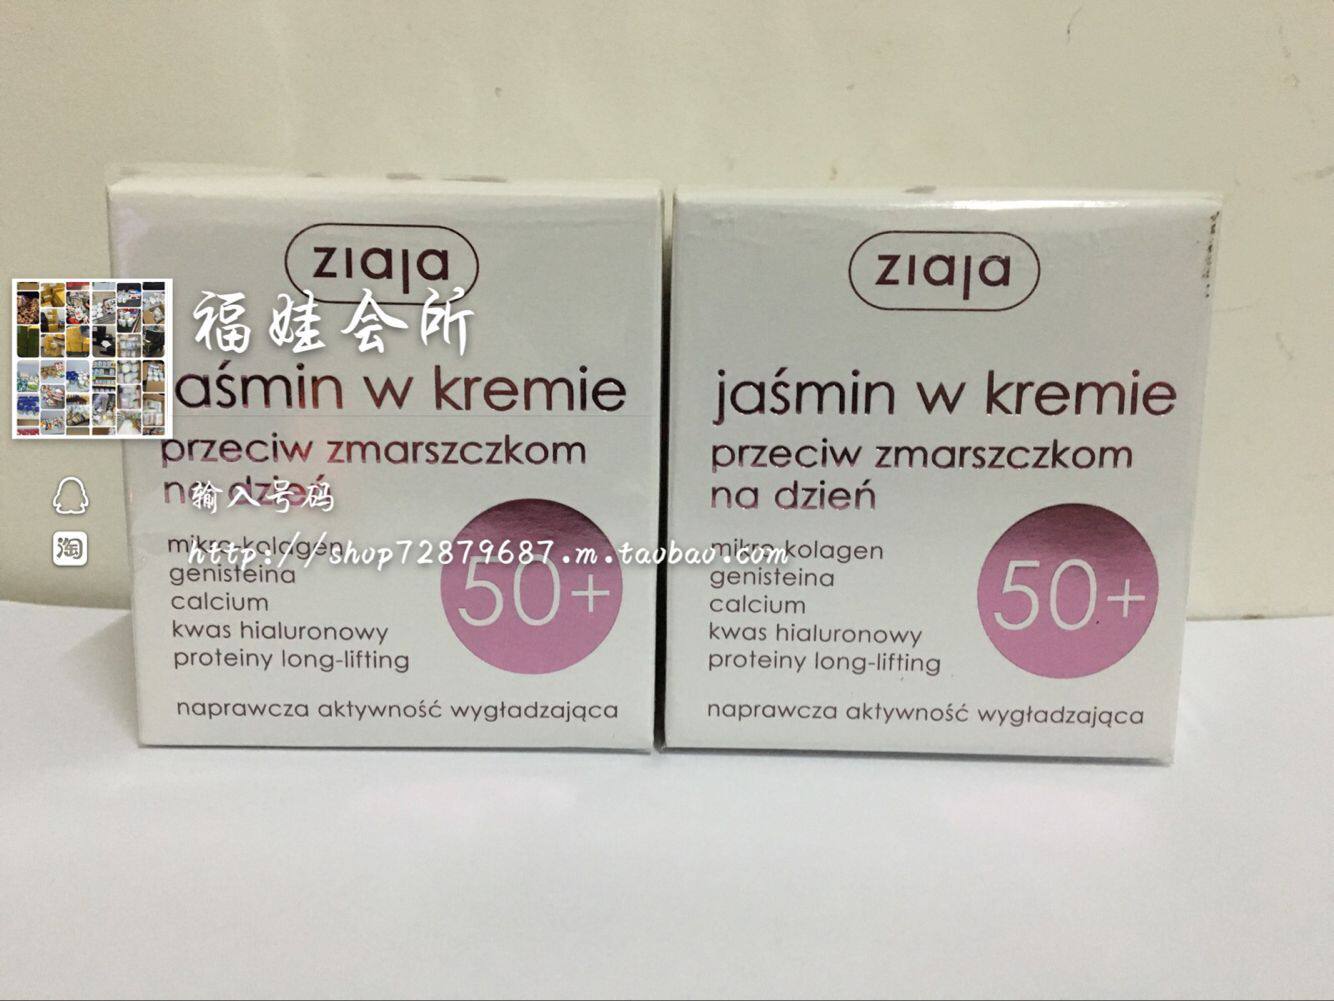 ziaja
福娃会所
aśmin w kremie
przeciw zmarszczkom
na dzień
输入号码
http://shop72879687.m.taobao.com
淘
mikro-kolagen
genisteina
calcium
kwas hialuronowy
proteiny long-lifting
50+
naprawcza aktywność wygładzająca
ziaja
jaśmin w kremie
przeciw zmarszczkom
na dzień
mikro-kolagen
genisteina
calcium
kwas hialuronowy
proteiny long-lifting
50+
naprawcza aktywność wygładzająca